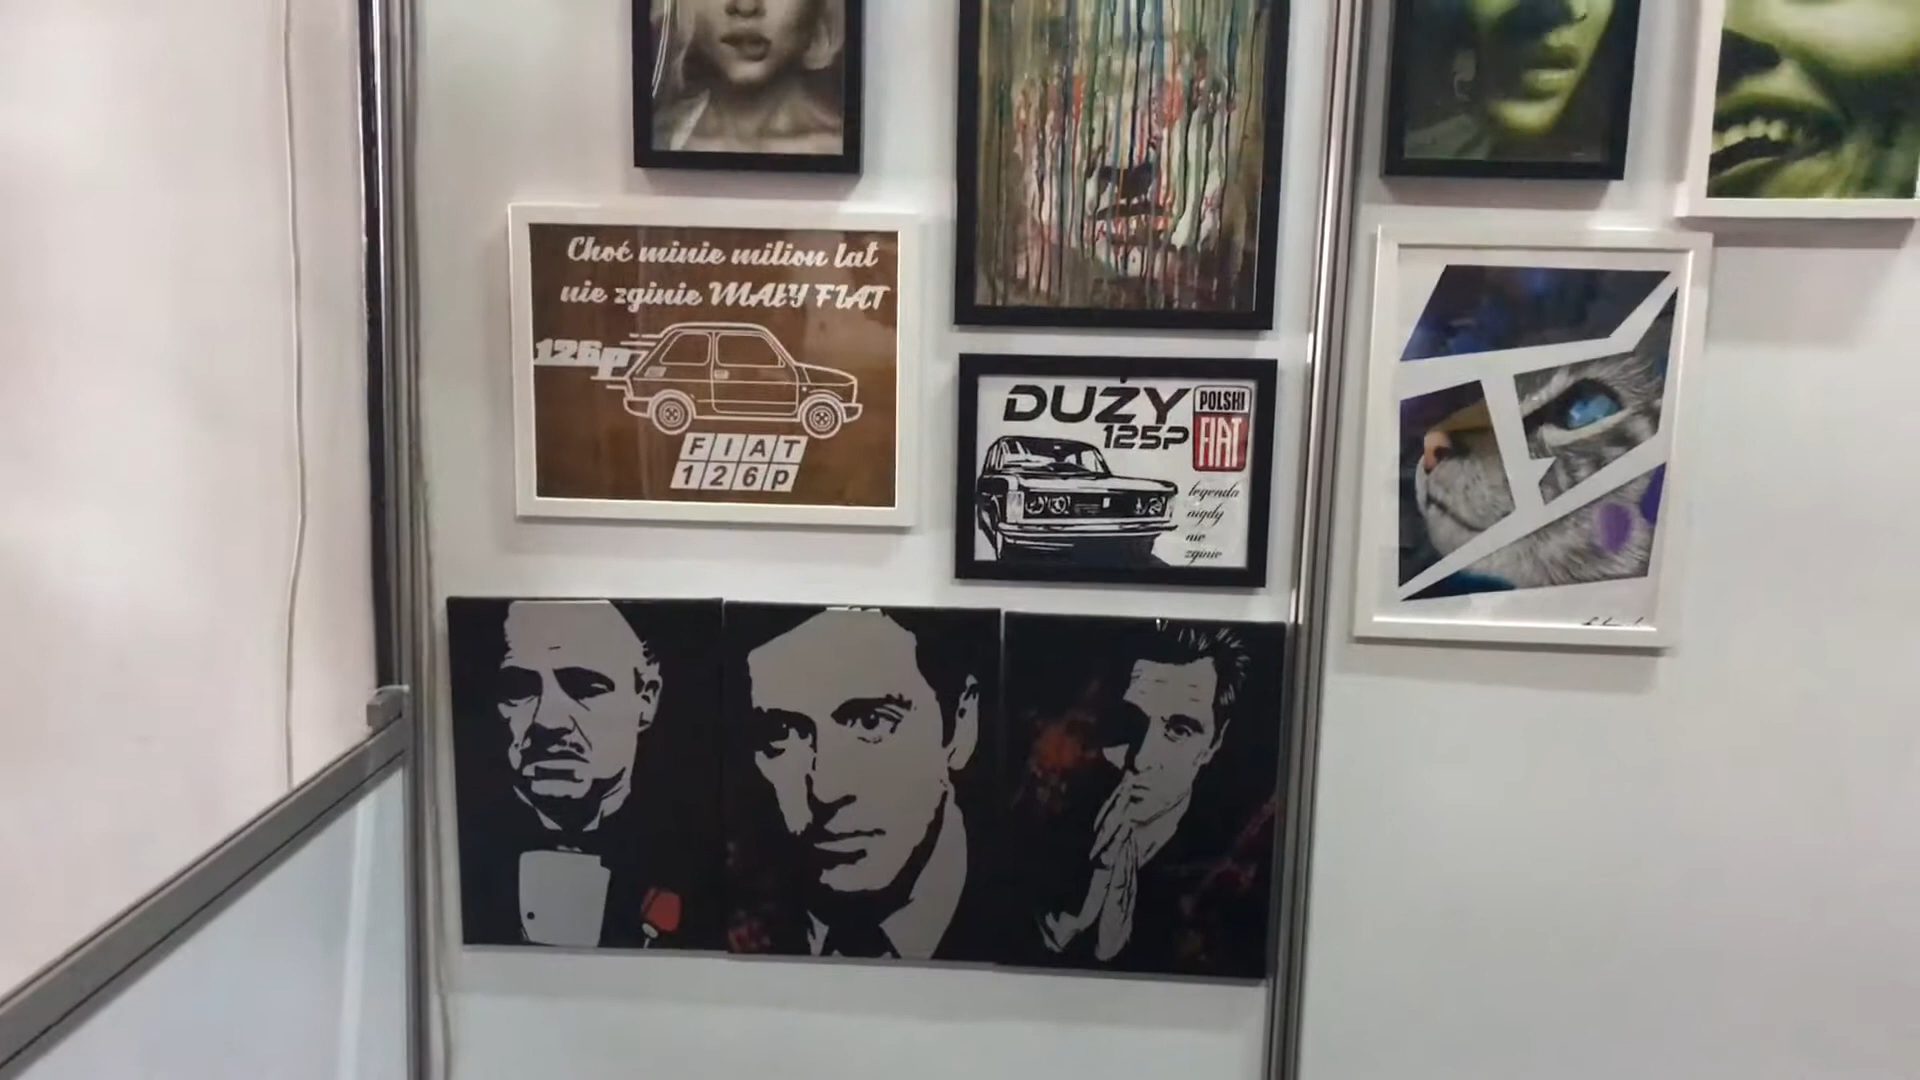 Choć minie milion lat
nie zginie MAŁY FIAT
126p
FIAT
126p
DUŻY
125P
POLSKI
FIAT
legenda
nigdy
nie
zginie